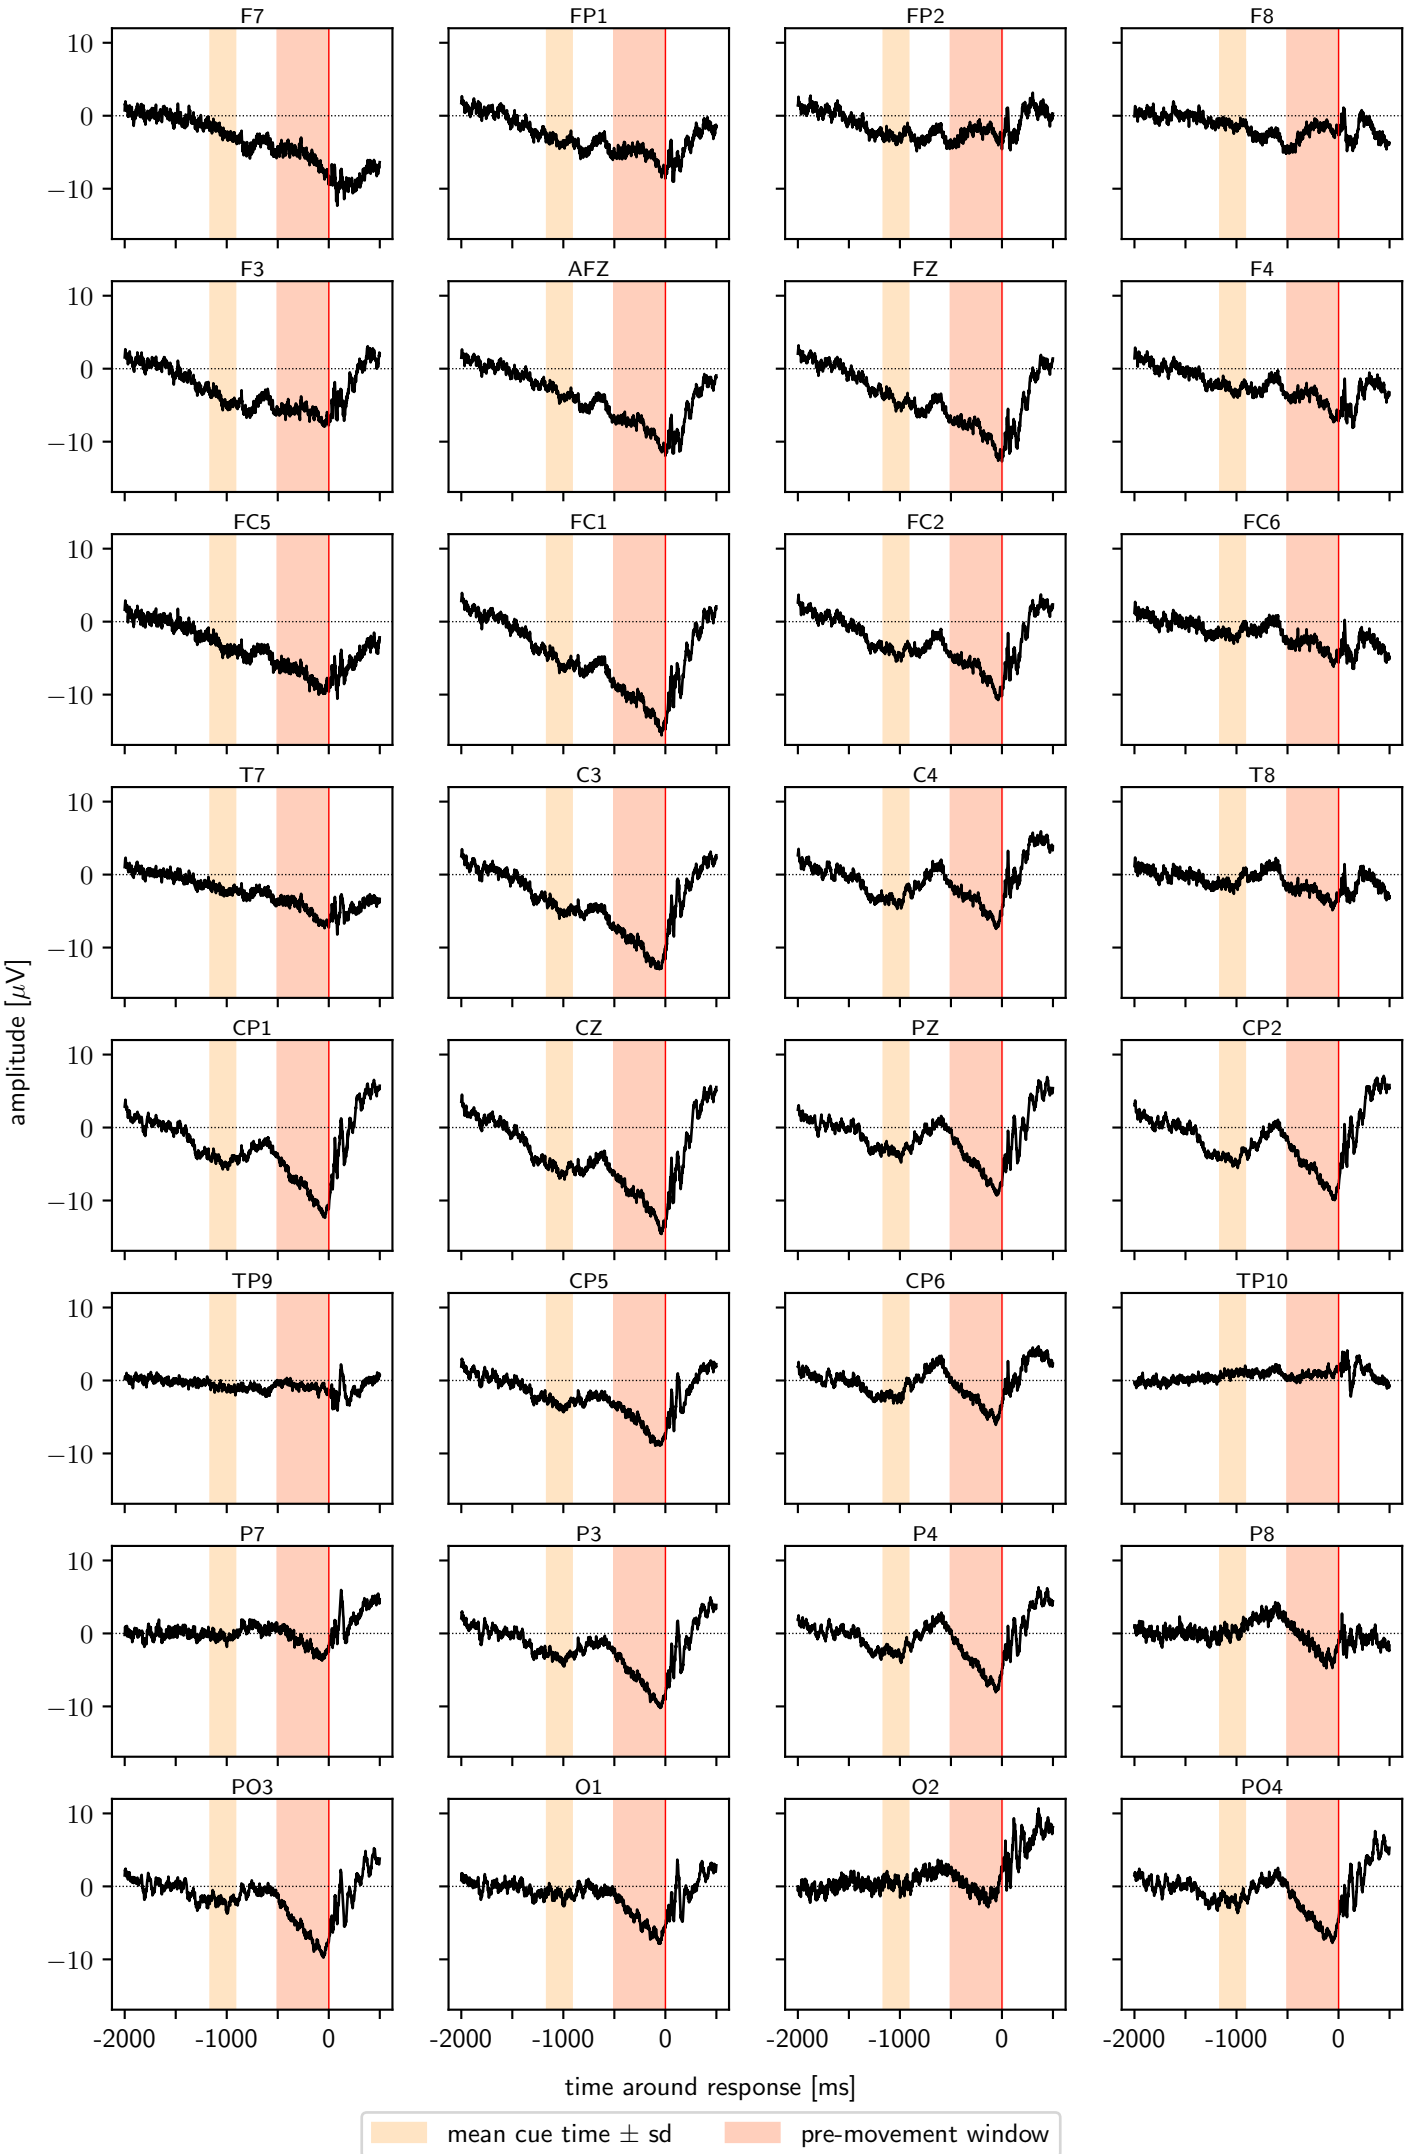 F7 FP1 FP2 F8
10
0
−10
F3 AFZ FZ F4
10
0
−10
FC5 FC1 FC2 FC6
10
0
−10
T7 C3 C4 T8
10
0
−10
CP1 CZ PZ CP2
10
0
−10
TP9 CP5 CP6 TP10
10
0
−10
P7 P3 P4 P8
10
0
−10
PO3 O1 O2 PO4
10
0
−10
-2000 -1000 0 -2000 -1000 0 -2000 -1000 0 -2000 -1000 0
amplitude [μV]
time around response [ms]
mean cue time ± sd pre-movement window